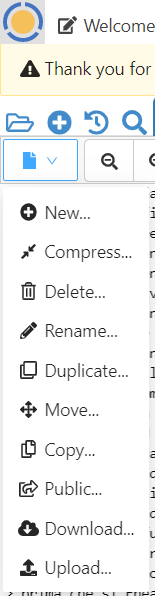 Welcome
Thank you for
New...
Compress...
Delete...
Rename...
Duplicate...
Move...
Copy...
Public...
Download...
Upload...